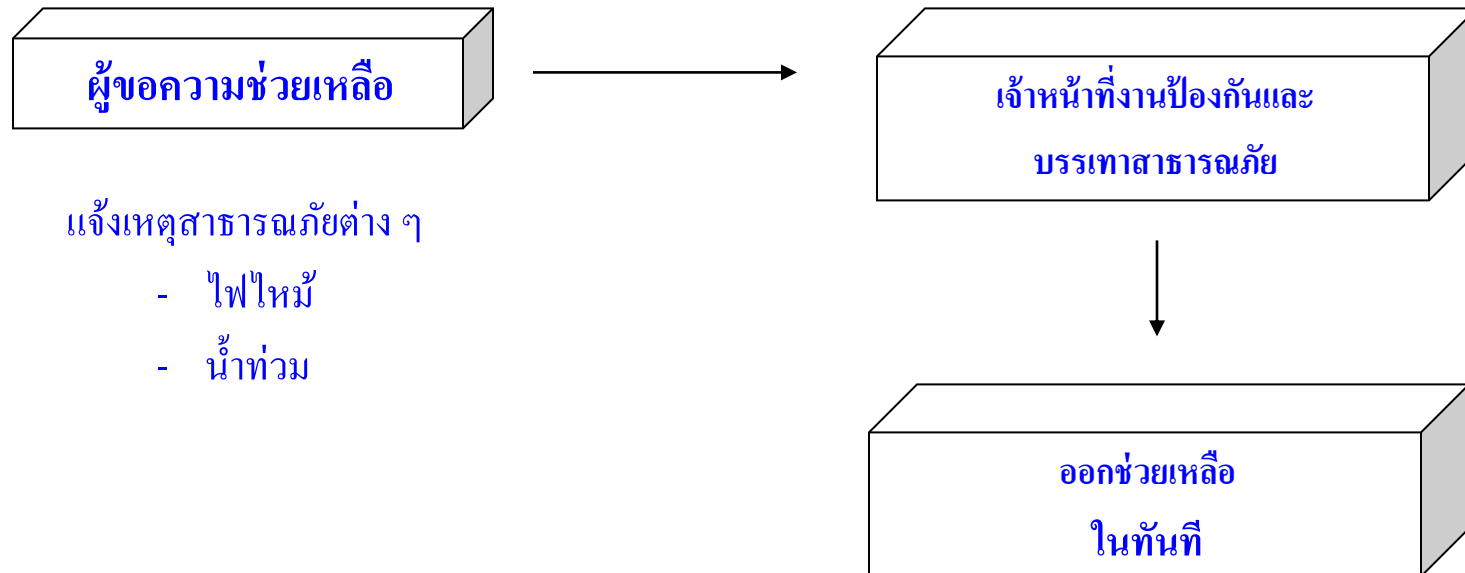 ผู้ขอความช่วยเหลือ
แจ้งเหตุสาธารณภัยต่าง ๆ
- ไฟไหม้
- น้ำท่วม
เจ้าหน้าที่งานป้องกันและ
บรรเทาสาธารณภัย
ออกช่วยเหลือ
ในทันที